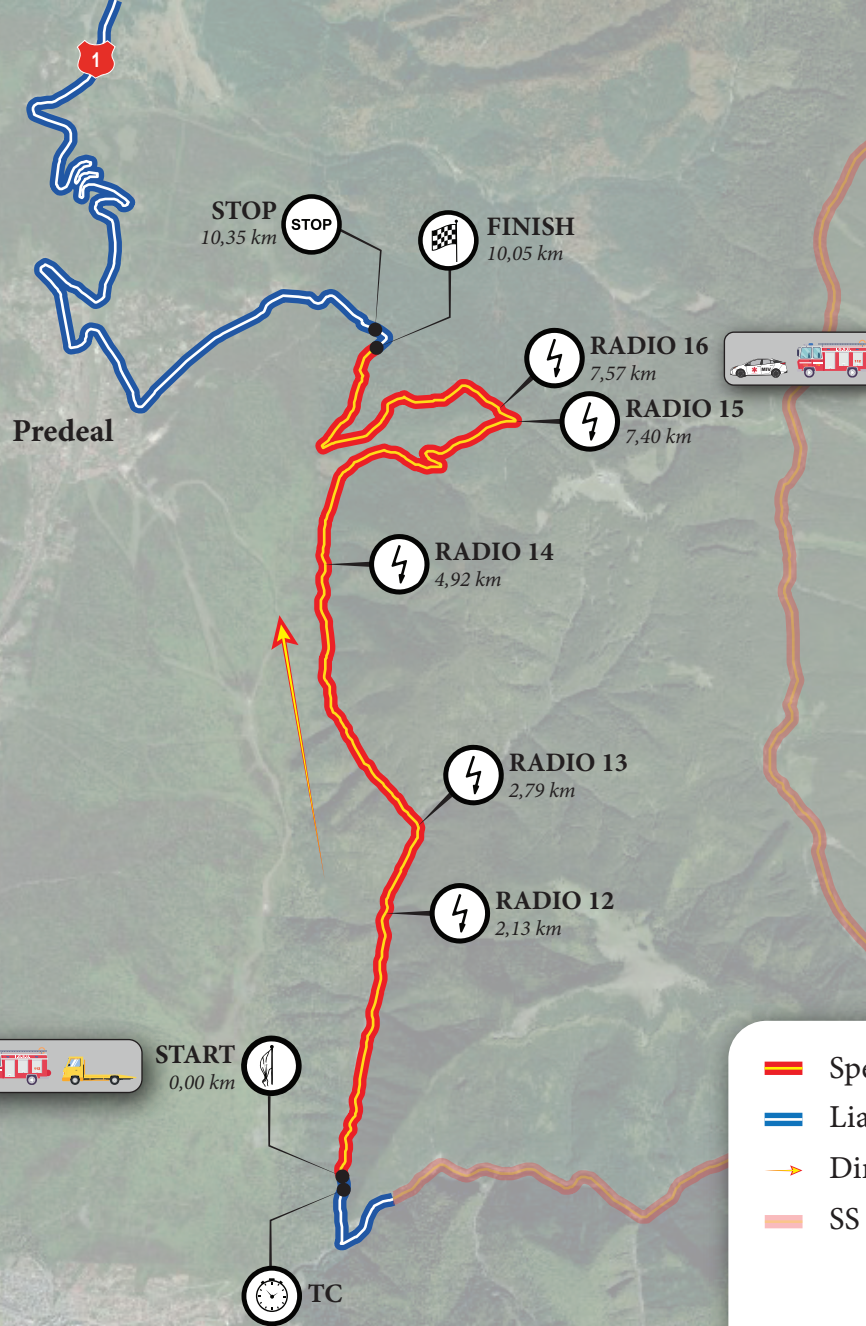 1
STOP
10,35 km
STOP
FINISH
10,05 km
RADIO 16
7,57 km
RADIO 15
7,40 km
Predeal
RADIO 14
4,92 km
RADIO 13
2,79 km
RADIO 12
2,13 km
START
0,00 km
TC
Spe
Lia
Dir
SS